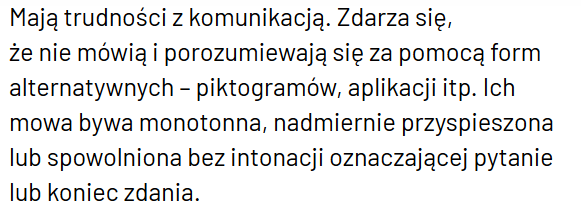 Mają trudności z komunikacją. Zdarza się,
że nie mówią i porozumiewają się za pomocą form
alternatywnych – piktogramów, aplikacji itp. Ich
mowa bywa monotonna, nadmiernie przyspieszona
lub spowolniona bez intonacji oznaczającej pytanie
lub koniec zdania.